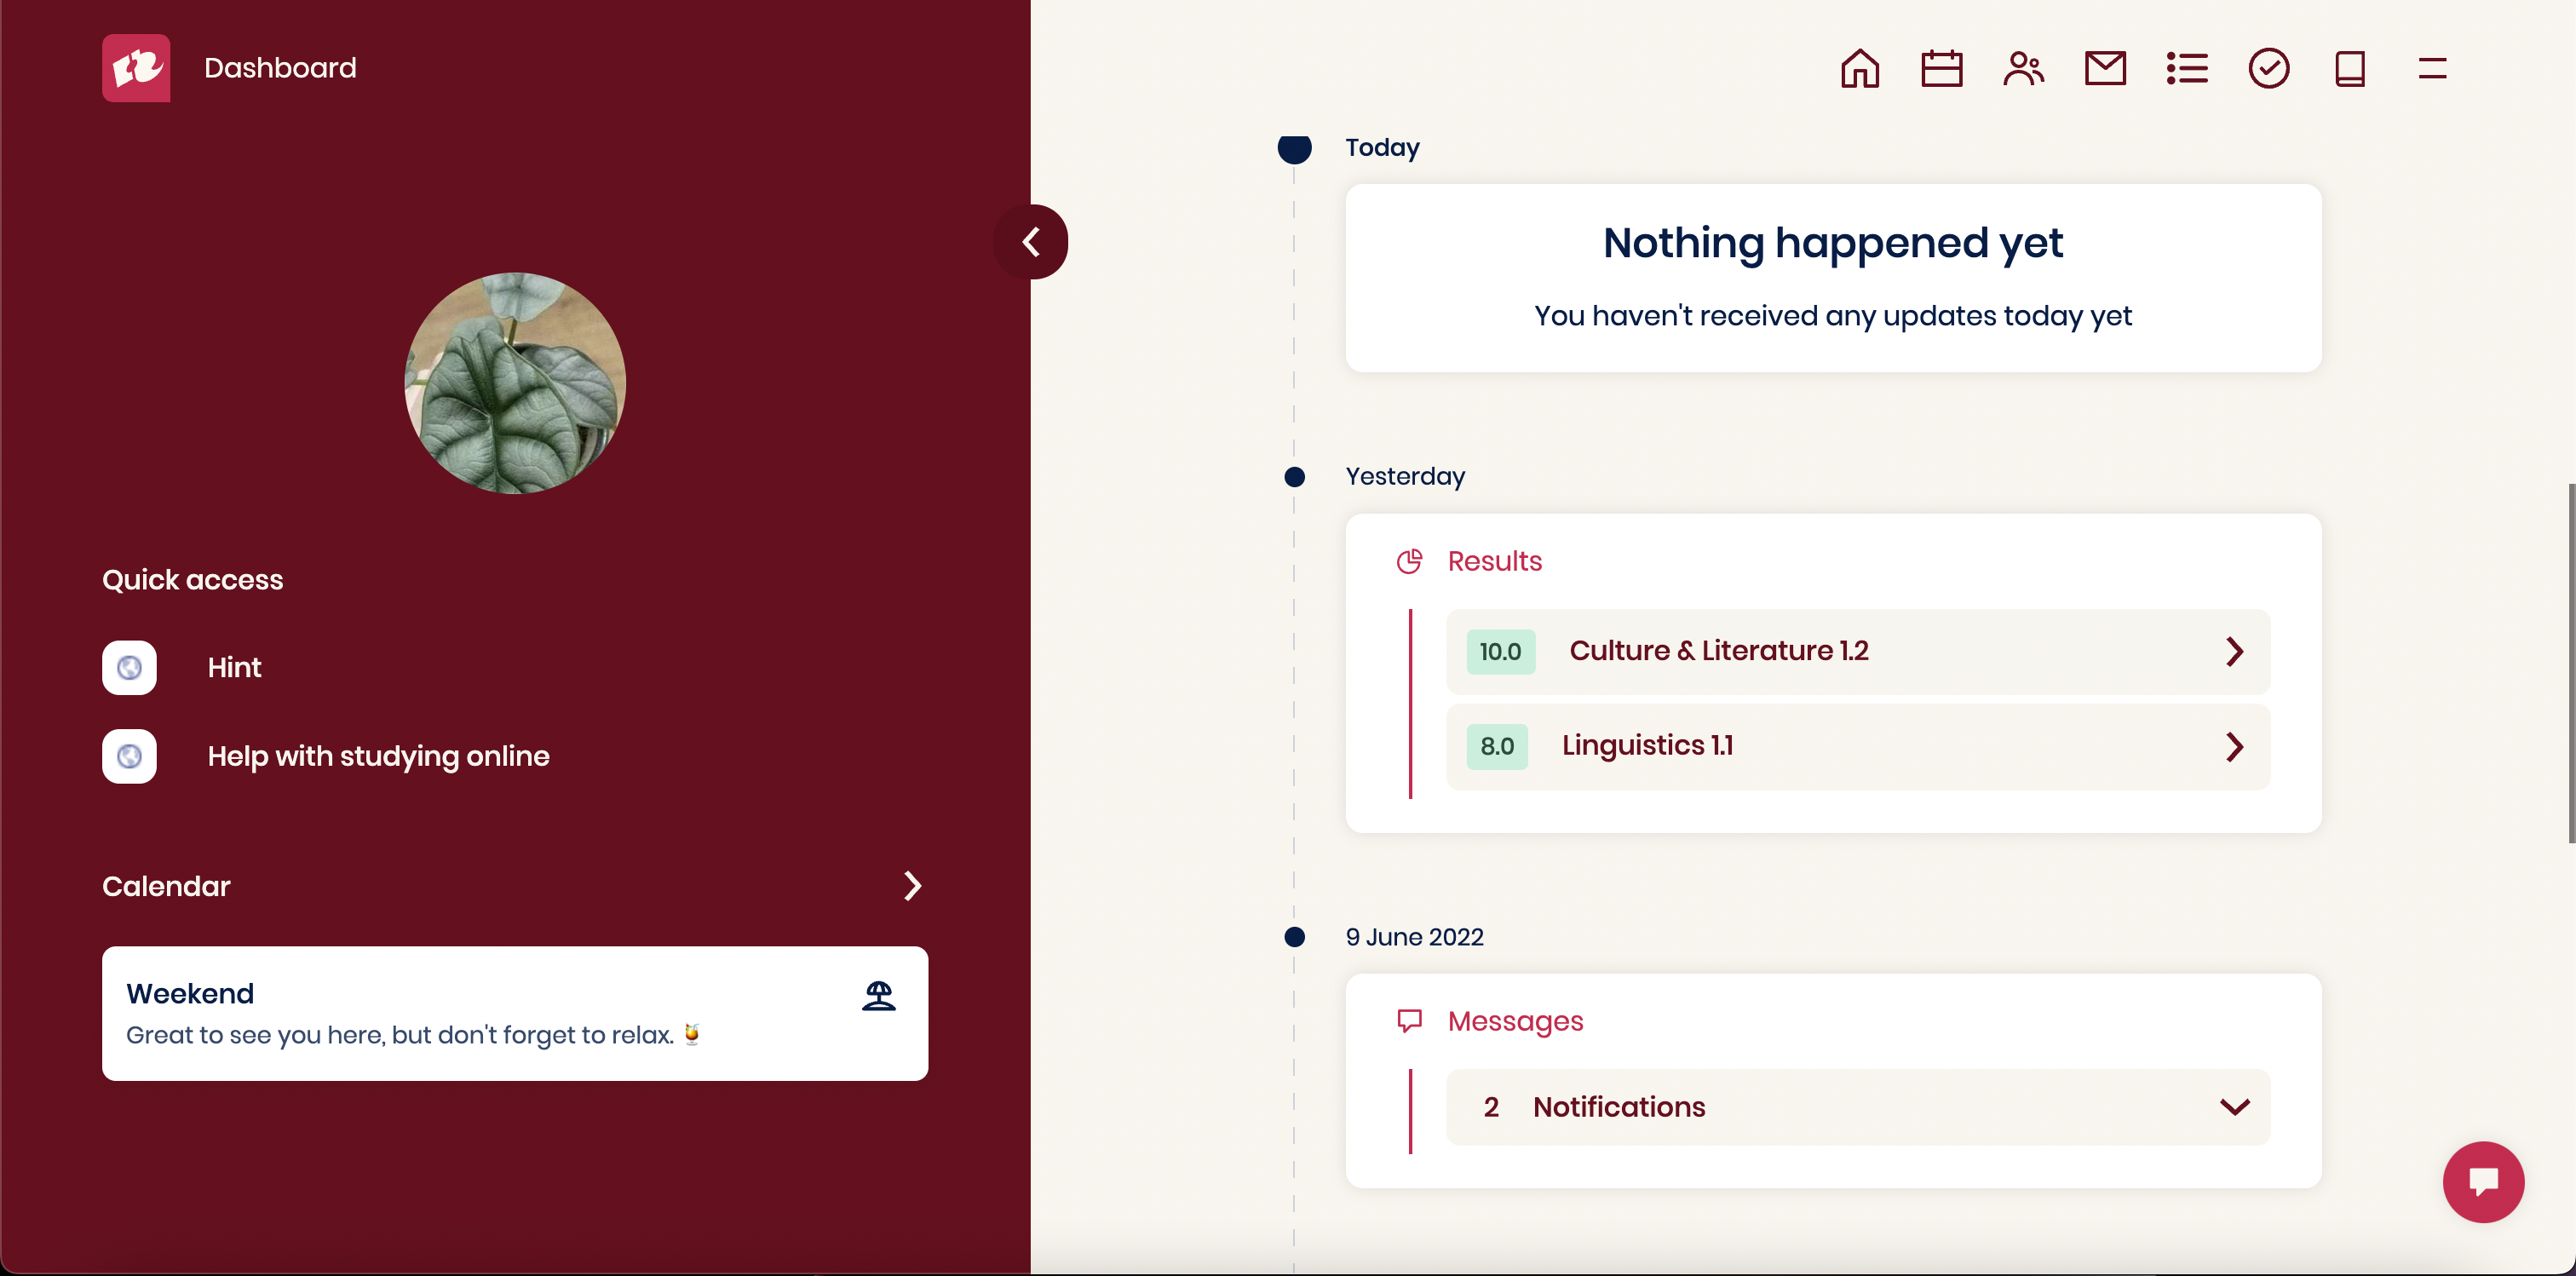 Dashboard
Quick access
Hint
Help with studying online
Calendar
Weekend
Great to see you here, but don't forget to relax. 🍹
Today
Nothing happened yet
You haven't received any updates today yet
Yesterday
Results
10.0 Culture & Literature 1.2
8.0 Linguistics 1.1
9 June 2022
Messages
2 Notifications